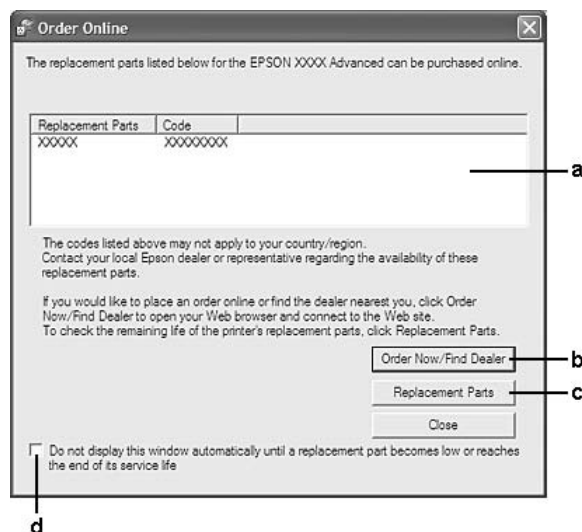 Order Online
The replacement parts listed below for the EPSON XXXX Advanced can be purchased online.
Replacement Parts Code
XXXXX XXXXXXXX
a
The codes listed above may not apply to your country/region.
Contact your local Epson dealer or representative regarding the availability of these
replacement parts.
If you would like to place an order online or find the dealer nearest you, click Order
Now/Find Dealer to open your Web browser and connect to the Web site.
To check the remaining life of the printer's replacement parts, click Replacement Parts.
Order Now/Find Dealer
b
Replacement Parts
c
Close
Do not display this window automatically until a replacement part becomes low or reaches
the end of its service life
d